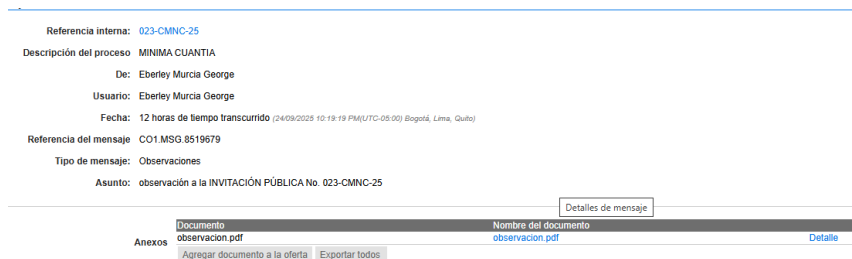 Referencia interna: 023-CMNC-25
Descripción del proceso MINIMA CUANTIA
De: Eberley Murcia George
Usuario: Eberley Murcia George
Fecha: 12 horas de tiempo transcurrido (24/09/2025 10:19:19 PM(UTC-05:00) Bogotá, Lima, Quito)
Referencia del mensaje CO1.MSG.8519679
Tipo de mensaje: Observaciones
Asunto: observación a la INVITACIÓN PÚBLICA No. 023-CMNC-25
Detalles de mensaje
Documento Nombre del documento
Anexos observacion.pdf observacion.pdf Detalle
Agregar documento a la oferta Exportar todos